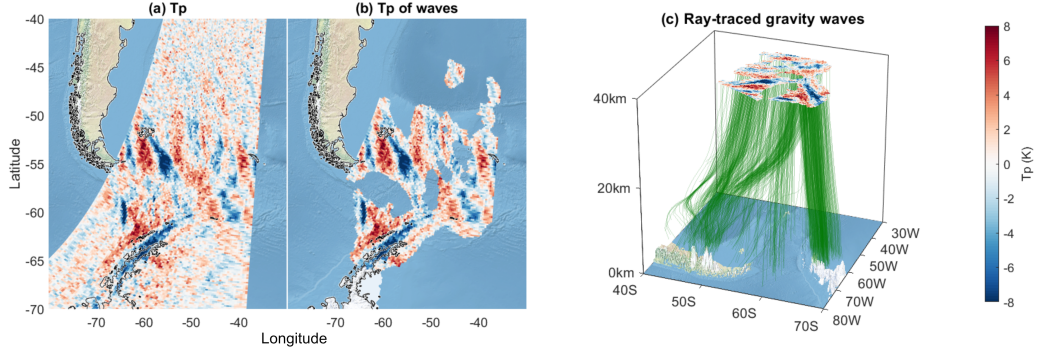 (a) Tp
(b) Tp of waves
(c) Ray-traced gravity waves
-40
-45
-50
-55
-60
-65
-70
Latitude
-70
-60
-50
-40
-70
-60
-50
-40
Longitude
40km
20km
0km
40S
50S
60S
70S
30W
40W
50W
60W
70W
80W
8
6
4
2
0
-2
-4
-6
-8
Tp (K)